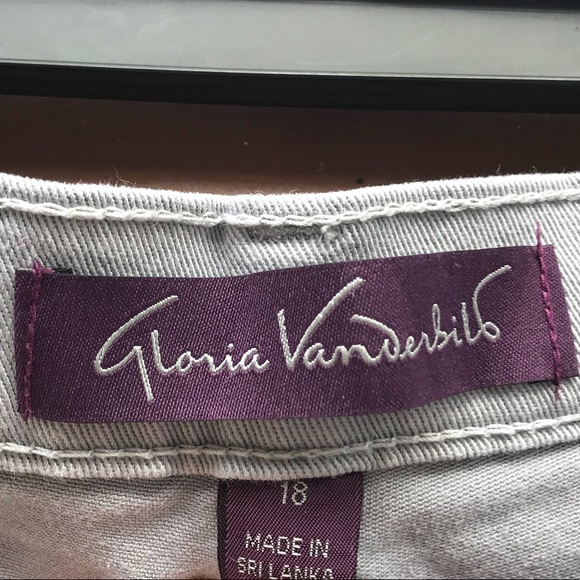 Gloria Vanderbilt
18
MADE IN
SRI LANKA